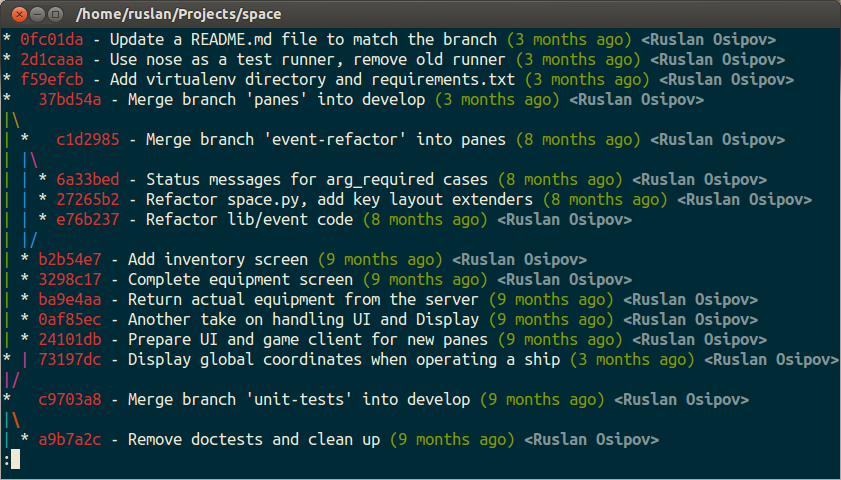 /home/ruslan/Projects/space
* 0fc01da - Update a README.md file to match the branch (3 months ago) <Ruslan Osipov>
* 2d1caaa - Use nose as a test runner, remove old runner (3 months ago) <Ruslan Osipov>
* f59efcb - Add virtualenv directory and requirements.txt (3 months ago) <Ruslan Osipov>
*   37bd54a - Merge branch 'panes' into develop (3 months ago) <Ruslan Osipov>
|\
| *   c1d2985 - Merge branch 'event-refactor' into panes (8 months ago) <Ruslan Osipov>
| |\
| | * 6a33bed - Status messages for arg_required cases (8 months ago) <Ruslan Osipov>
| | * 27265b2 - Refactor space.py, add key layout extenders (8 months ago) <Ruslan Osipov>
| | * e76b237 - Refactor lib/event code (8 months ago) <Ruslan Osipov>
| |/
| * b2b54e7 - Add inventory screen (9 months ago) <Ruslan Osipov>
| * 3298c17 - Complete equipment screen (9 months ago) <Ruslan Osipov>
| * ba9e4aa - Return actual equipment from the server (9 months ago) <Ruslan Osipov>
| * 0af85ec - Another take on handling UI and Display (9 months ago) <Ruslan Osipov>
| * 24101db - Prepare UI and game client for new panes (9 months ago) <Ruslan Osipov>
* | 73197dc - Display global coordinates when operating a ship (3 months ago) <Ruslan Osipov>
|/
*   c9703a8 - Merge branch 'unit-tests' into develop (9 months ago) <Ruslan Osipov>
|\
| * a9b7a2c - Remove doctests and clean up (9 months ago) <Ruslan Osipov>
: